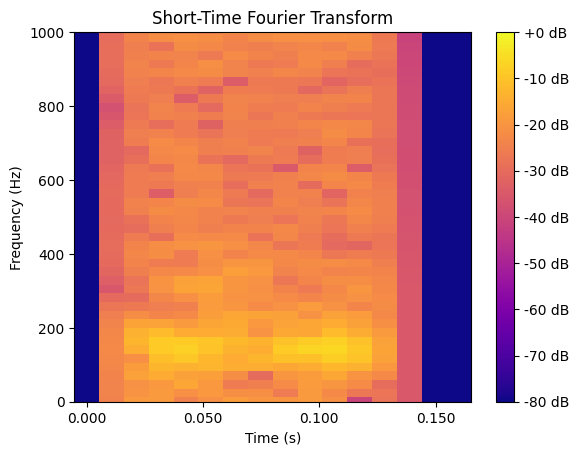 Short-Time Fourier Transform
1000
800
600
400
200
0
Frequency (Hz)
0.000
0.050
0.100
0.150
Time (s)
+0 dB
-10 dB
-20 dB
-30 dB
-40 dB
-50 dB
-60 dB
-70 dB
-80 dB